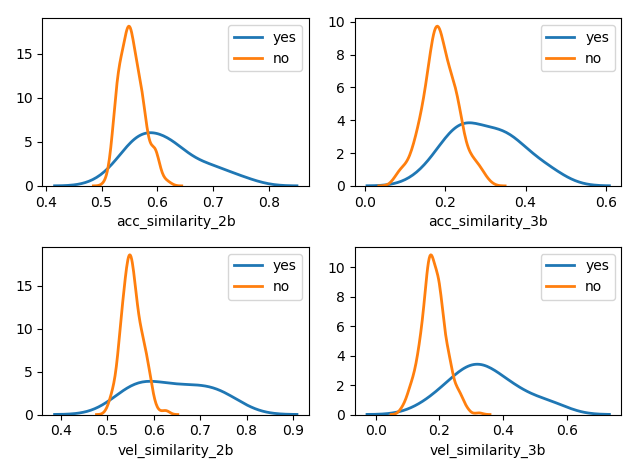 yes
no
15
10
5
0
0.4 0.5 0.6 0.7 0.8
acc_similarity_2b
yes
no
10
8
6
4
2
0
0.0 0.2 0.4 0.6
acc_similarity_3b
yes
no
15
10
5
0
0.4 0.5 0.6 0.7 0.8 0.9
vel_similarity_2b
yes
no
10
8
6
4
2
0
0.0 0.2 0.4 0.6
vel_similarity_3b